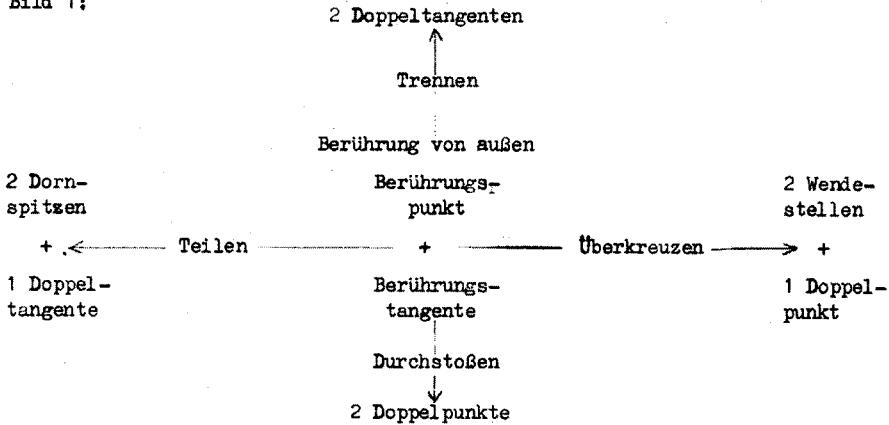 Bild 1:
2 Doppeltangenten
Trennen
Berührung von außen
2 Dorn-
spitzen
Berührungs-
punkt
2 Wende-
stellen
+ Teilen + Überkreuzen +
1 Doppel-
tangente
Berührungs-
tangente
1 Doppel-
punkt
Durchstoßen
2 Doppelpunkte